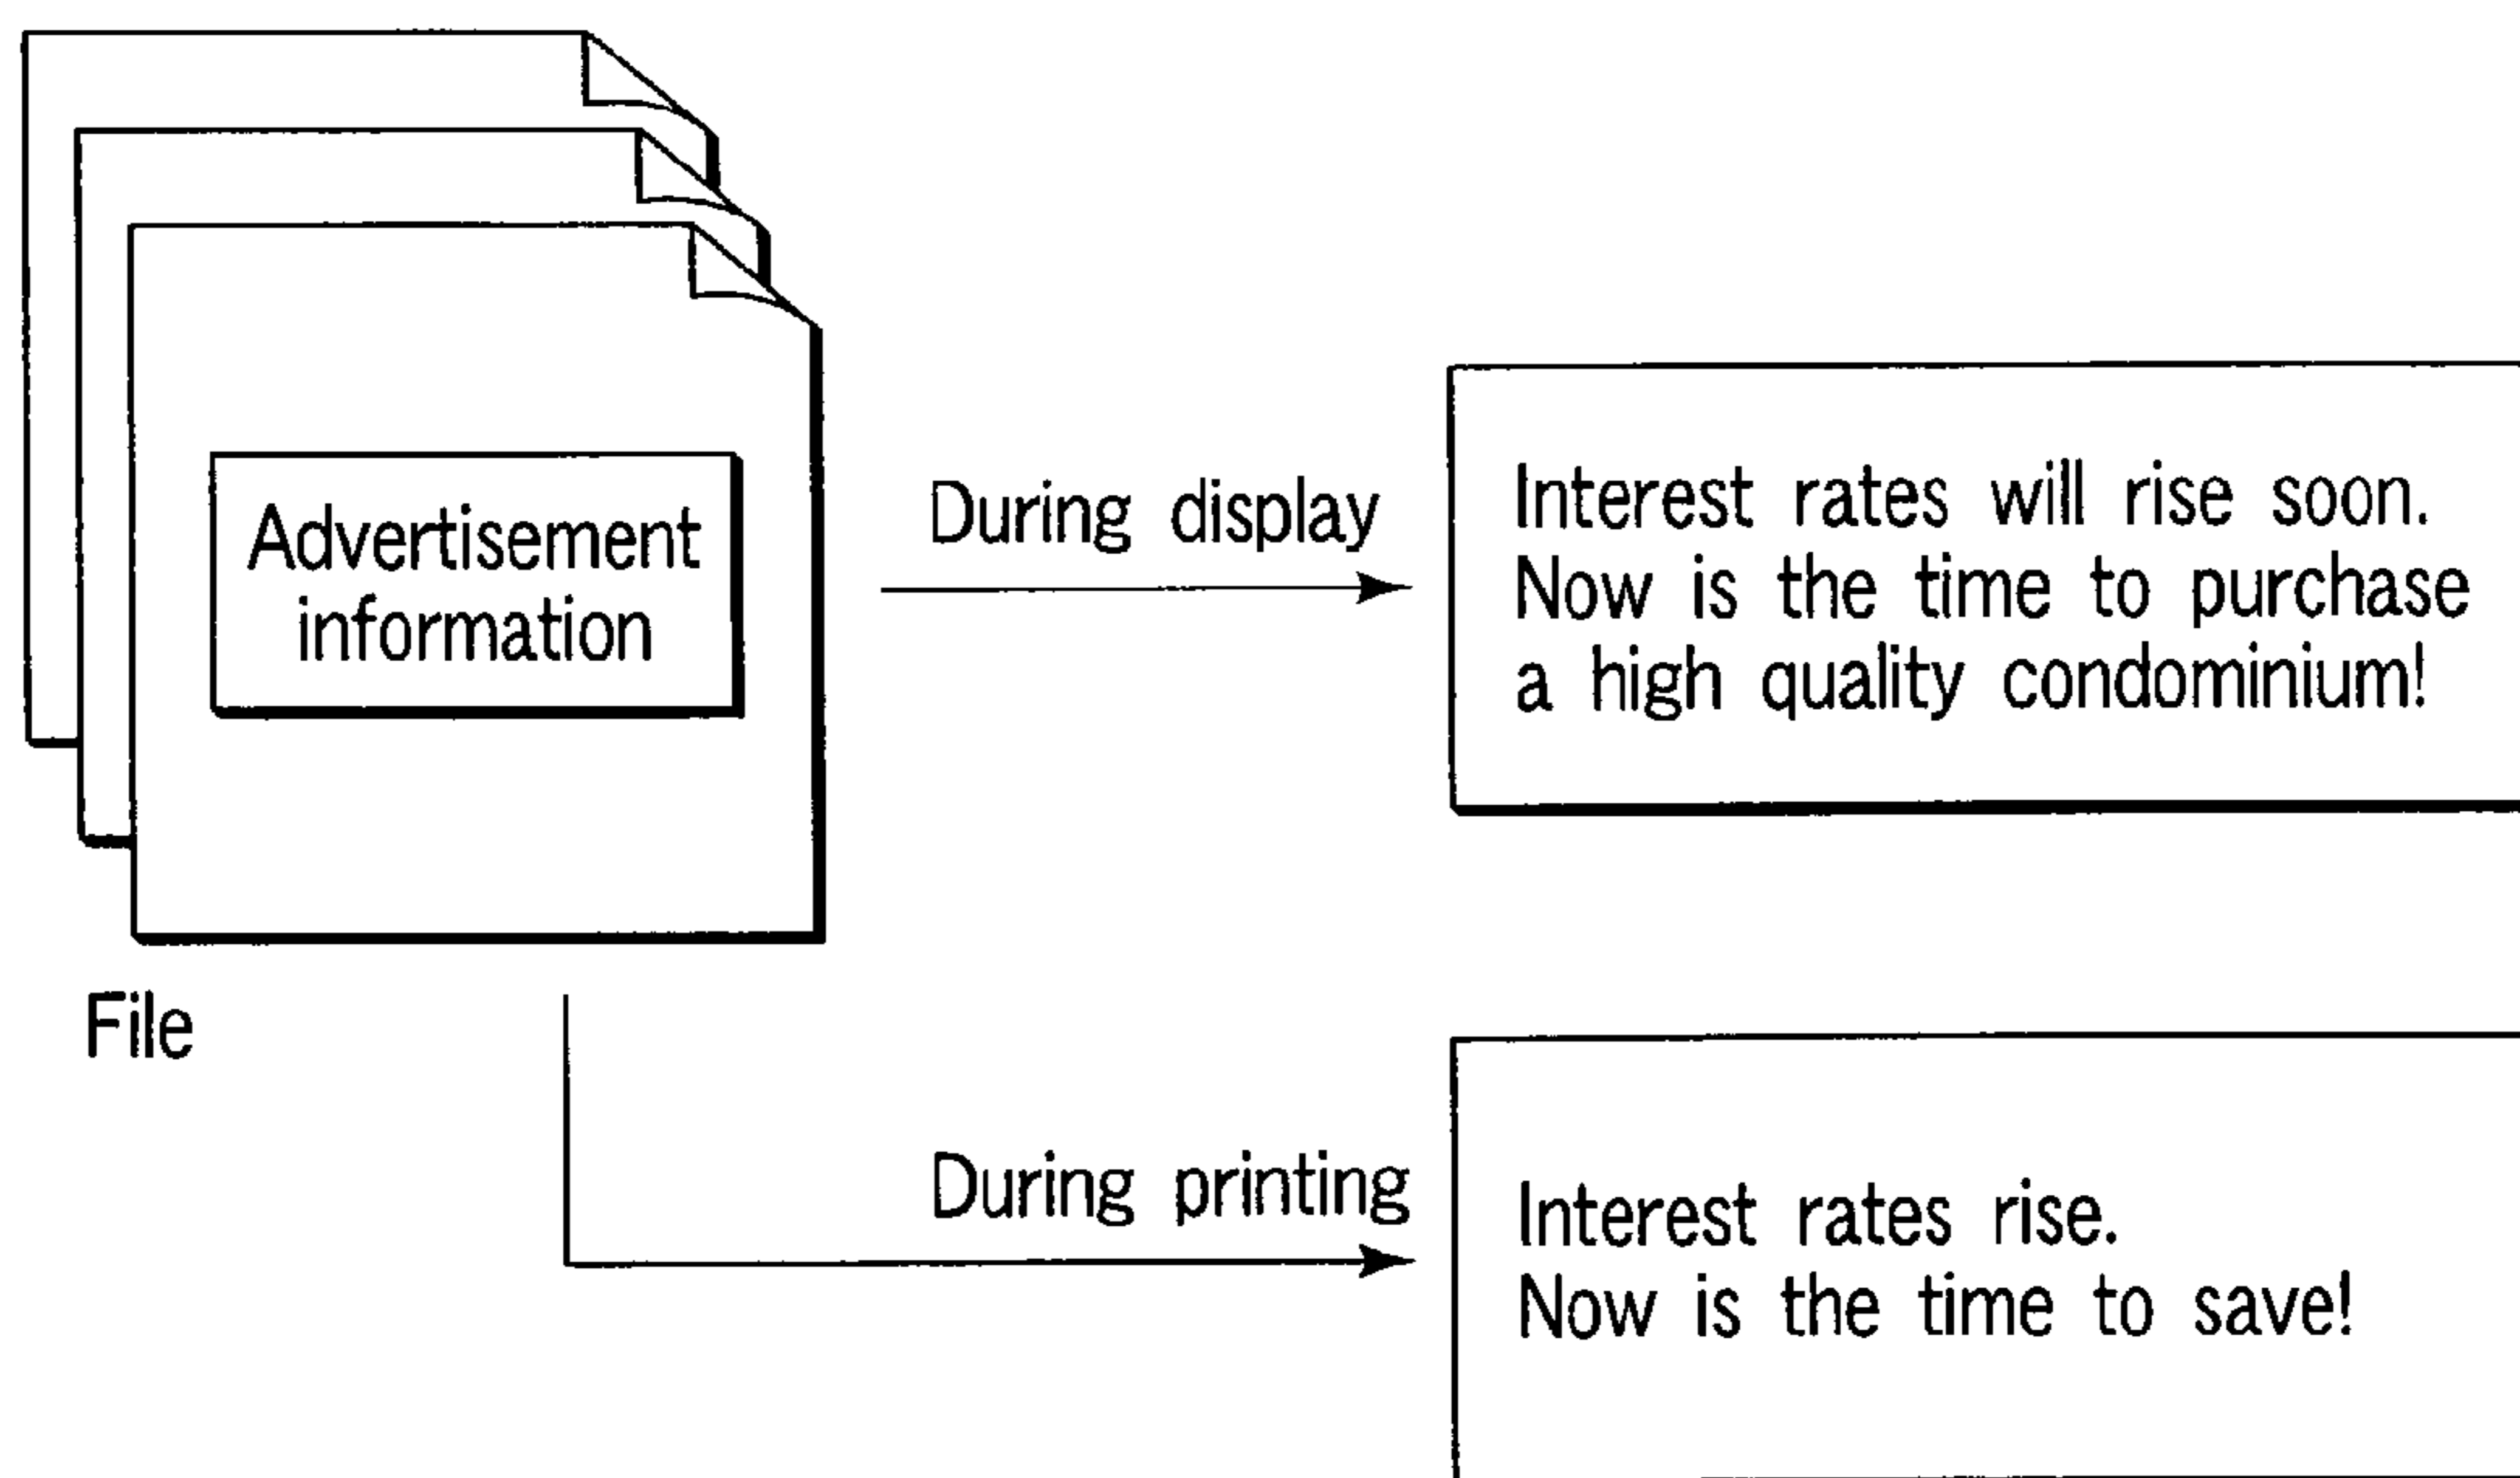 Advertisement
information
File
During display
Interest rates will rise soon.
Now is the time to purchase
a high quality condominium!
During printing
Interest rates rise.
Now is the time to save!